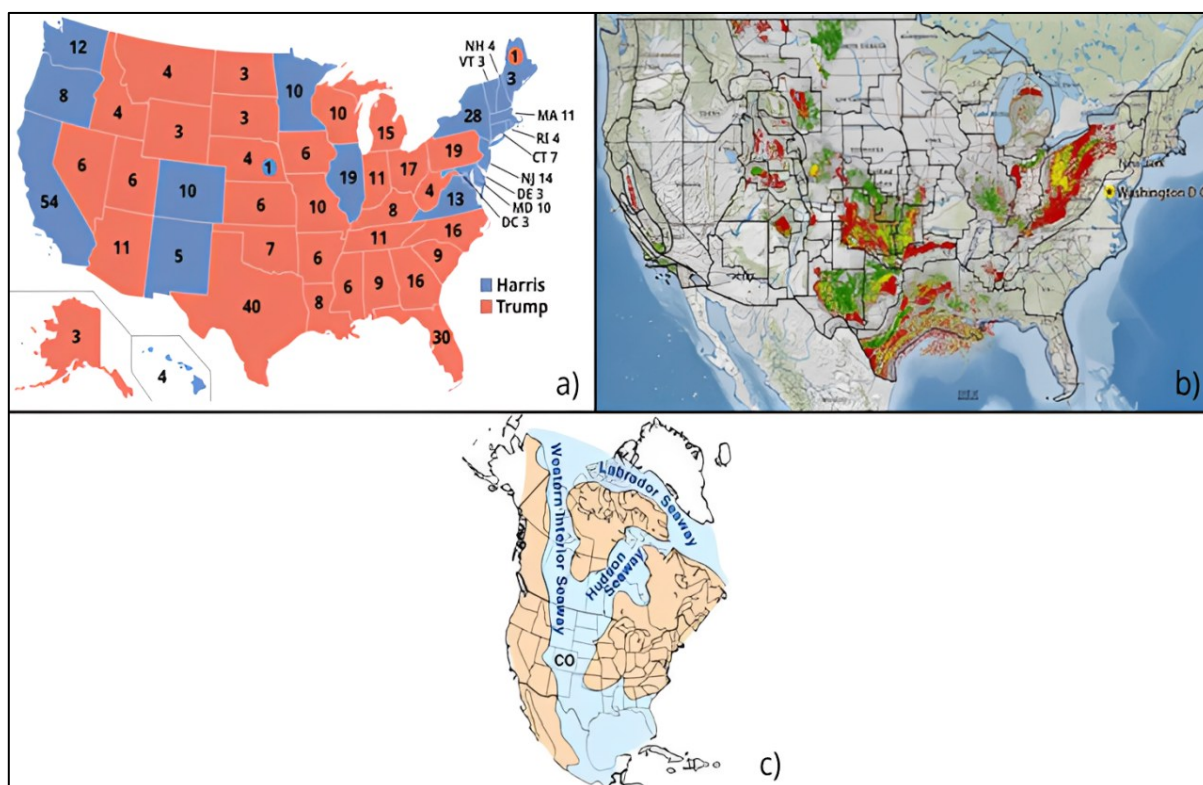 12
8
54
4
4
3
6
6
11
10
5
3
3
4
1
6
7
40
10
6
10
6
8
10
19
15
11
17
8
11
6
9
16
30
9
16
13
4
19
28
3
1
NH 4
VT 3
MA 11
RI 4
CT 7
NJ 14
DE 3
MD 10
DC 3
Harris
Trump
3
4
a)
Washington D C
b)
Labrador Seaway
Western Interior Seaway
Hudson
Seaway
CO
c)